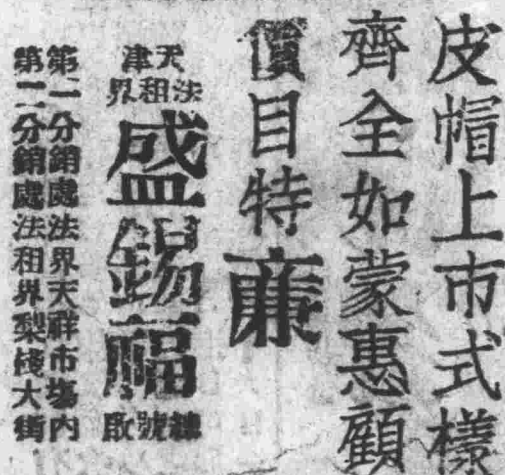 皮帽上市式樣
齊全如蒙惠顧
價目特廉
天津
法租界
盛錫福
總號啟
第一分銷處法界天祥市場內
第二分銷處法租界梨棧大街